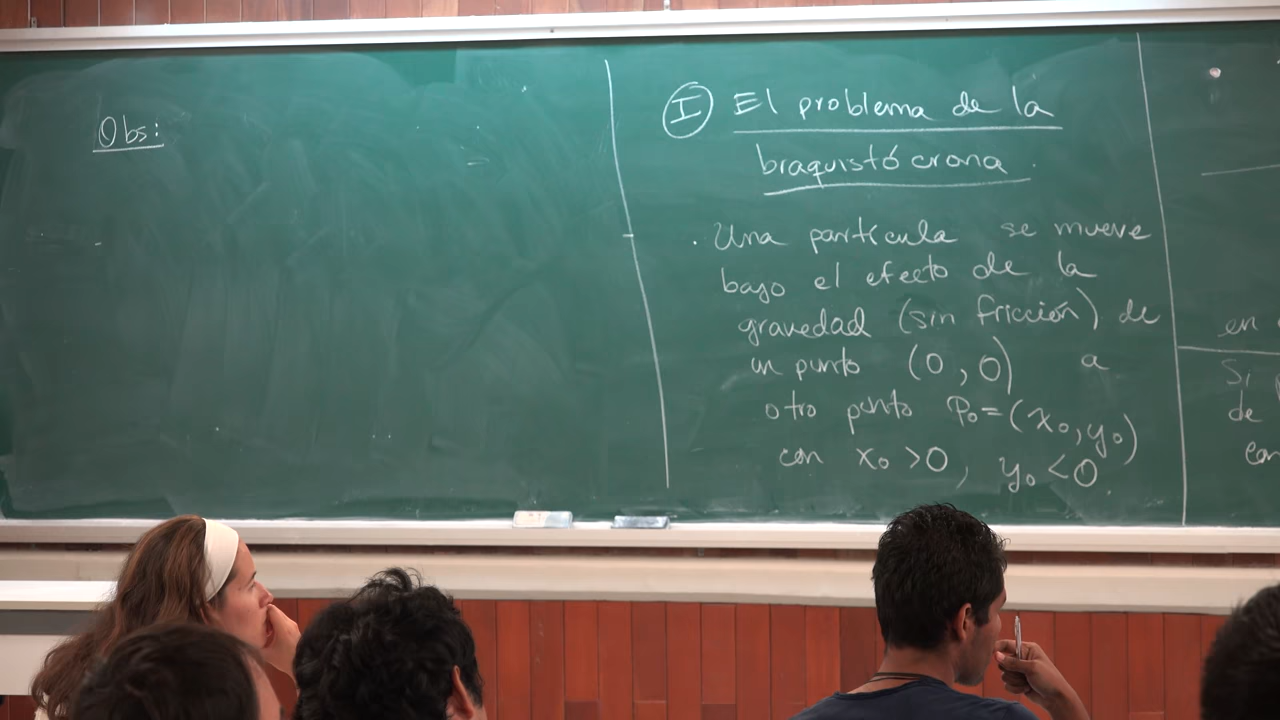 Obs:
I El problema de la
braquistócrona.
. Una partícula se mueve
bajo el efecto de la
gravedad (sin fricción) de
un punto (0,0) a
otro punto P₀=(x₀,y₀)
con x₀>0, y₀<0.
en
Si
de
con